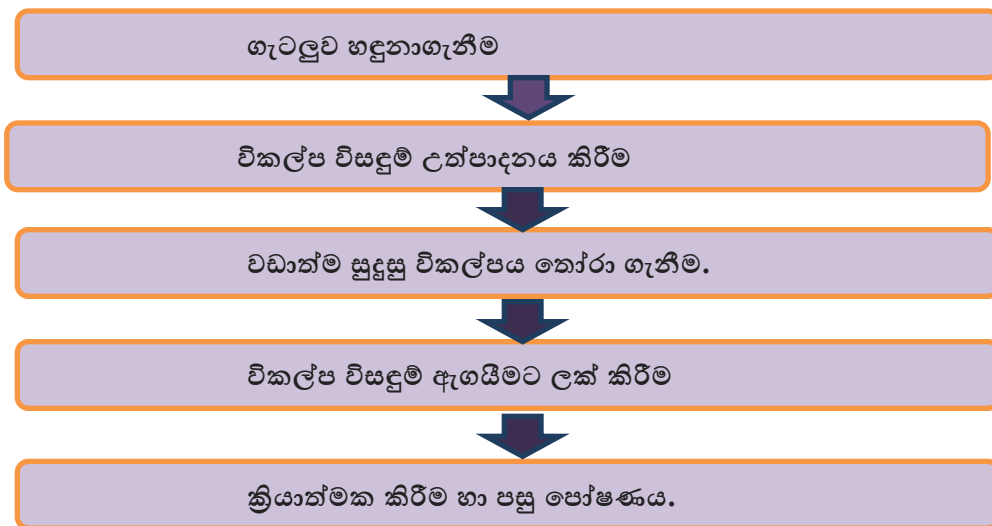 ගැටලුව හඳුනාගැනීම
විකල්ප විසඳුම් උත්පාදනය කිරීම
වඩාත්ම සුදුසු විකල්පය තෝරා ගැනීම.
විකල්ප විසඳුම් ඇගයීමට ලක් කිරීම
ක්‍රියාත්මක කිරීම හා පසු පෝෂණය.